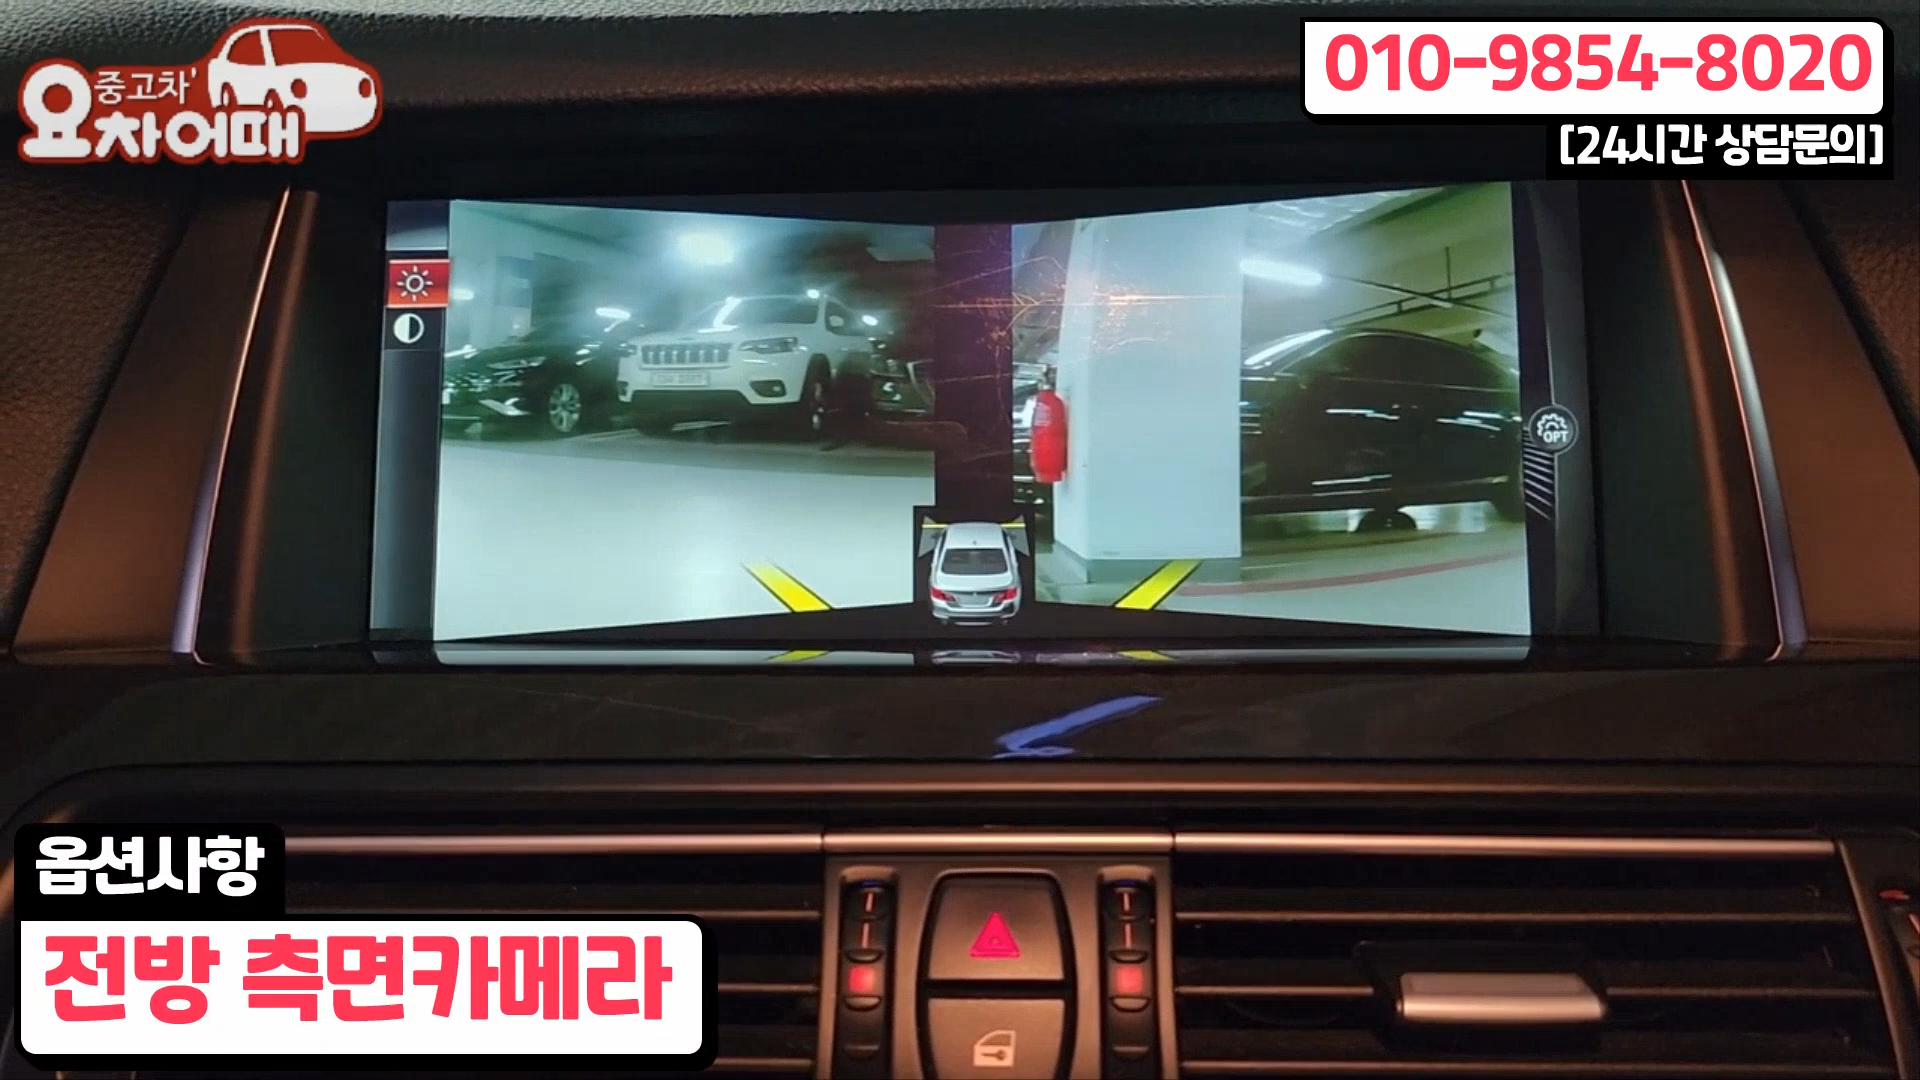 중고차'
요차어때
010-9854-8020
[24시간 상담문의]
OPT
옵션사항
전방 측면카메라